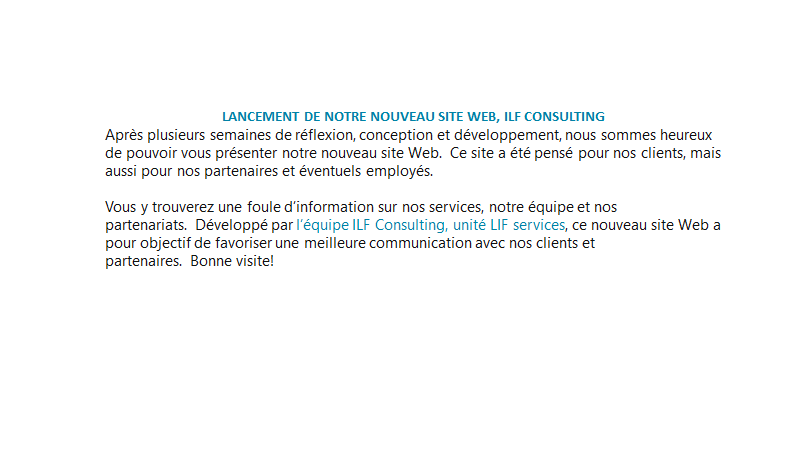 LANCEMENT DE NOTRE NOUVEAU SITE WEB, ILF CONSULTING
Après plusieurs semaines de réflexion, conception et développement, nous sommes heureux
de pouvoir vous présenter notre nouveau site Web.  Ce site a été pensé pour nos clients, mais
aussi pour nos partenaires et éventuels employés.
Vous y trouverez une foule d'information sur nos services, notre équipe et nos
partenariats.  Développé par l'équipe ILF Consulting, unité LIF services, ce nouveau site Web a
pour objectif de favoriser une meilleure communication avec nos clients et
partenaires.  Bonne visite!